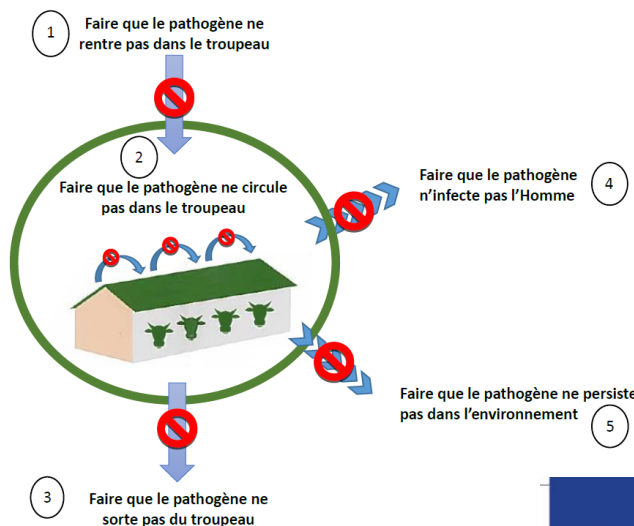 1
Faire que le pathogène ne
rentre pas dans le troupeau
2
Faire que le pathogène ne circule
pas dans le troupeau
Faire que le pathogène
n'infecte pas l'Homme
4
Faire que le pathogène ne persiste
pas dans l'environnement
5
3
Faire que le pathogène ne
sorte pas du troupeau